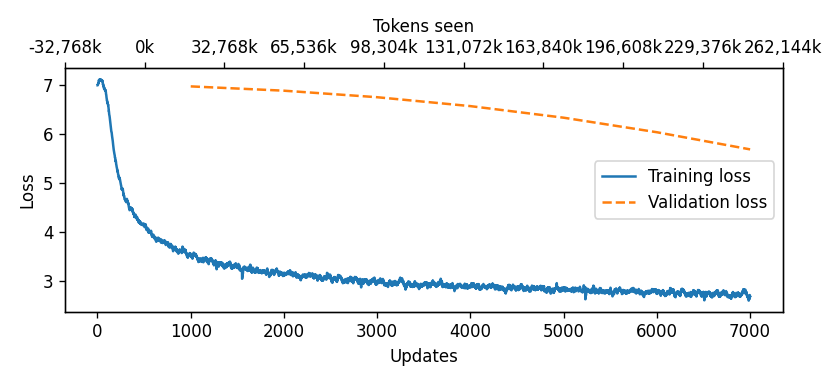 Tokens seen
-32,768k 0k 32,768k 65,536k 98,304k 131,072k 163,840k 196,608k 229,376k 262,144k
7
6
5
4
3
Loss
Training loss
Validation loss
0 1000 2000 3000 4000 5000 6000 7000
Updates